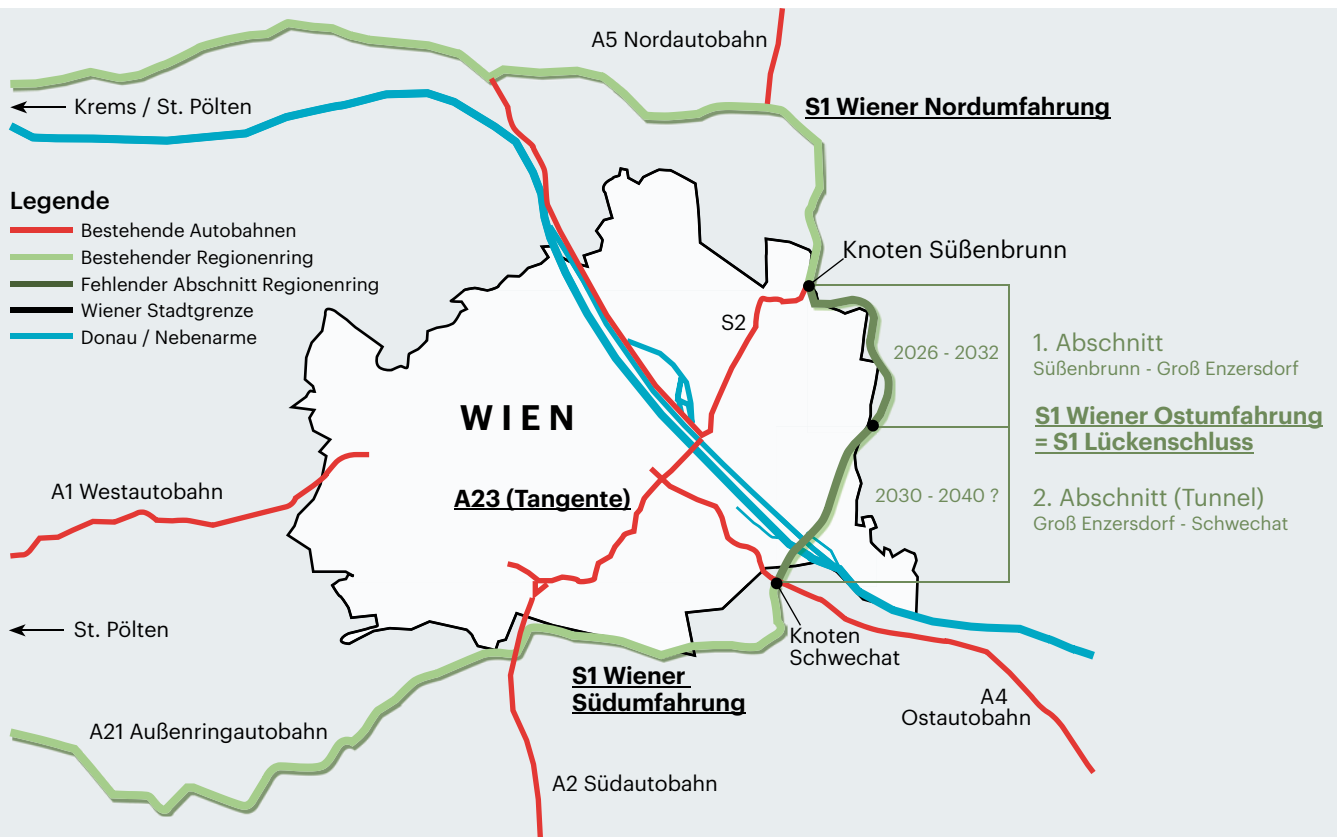 A5 Nordautobahn
Krems / St. Pölten
S1 Wiener Nordumfahrung
Legende
Bestehende Autobahnen
Bestehender Regionenring
Fehlender Abschnitt Regionenring
Wiener Stadtgrenze
Donau / Nebenarme
Knoten Süßenbrunn
S2
2026 - 2032
1. Abschnitt
Süßenbrunn - Groß Enzersdorf
WIEN
S1 Wiener Ostumfahrung
= S1 Lückenschluss
A1 Westautobahn
A23 (Tangente)
2030 - 2040 ?
2. Abschnitt (Tunnel)
Groß Enzersdorf - Schwechat
St. Pölten
Knoten
Schwechat
S1 Wiener
Südumfahrung
A4
Ostautobahn
A21 Außenringautobahn
A2 Südautobahn